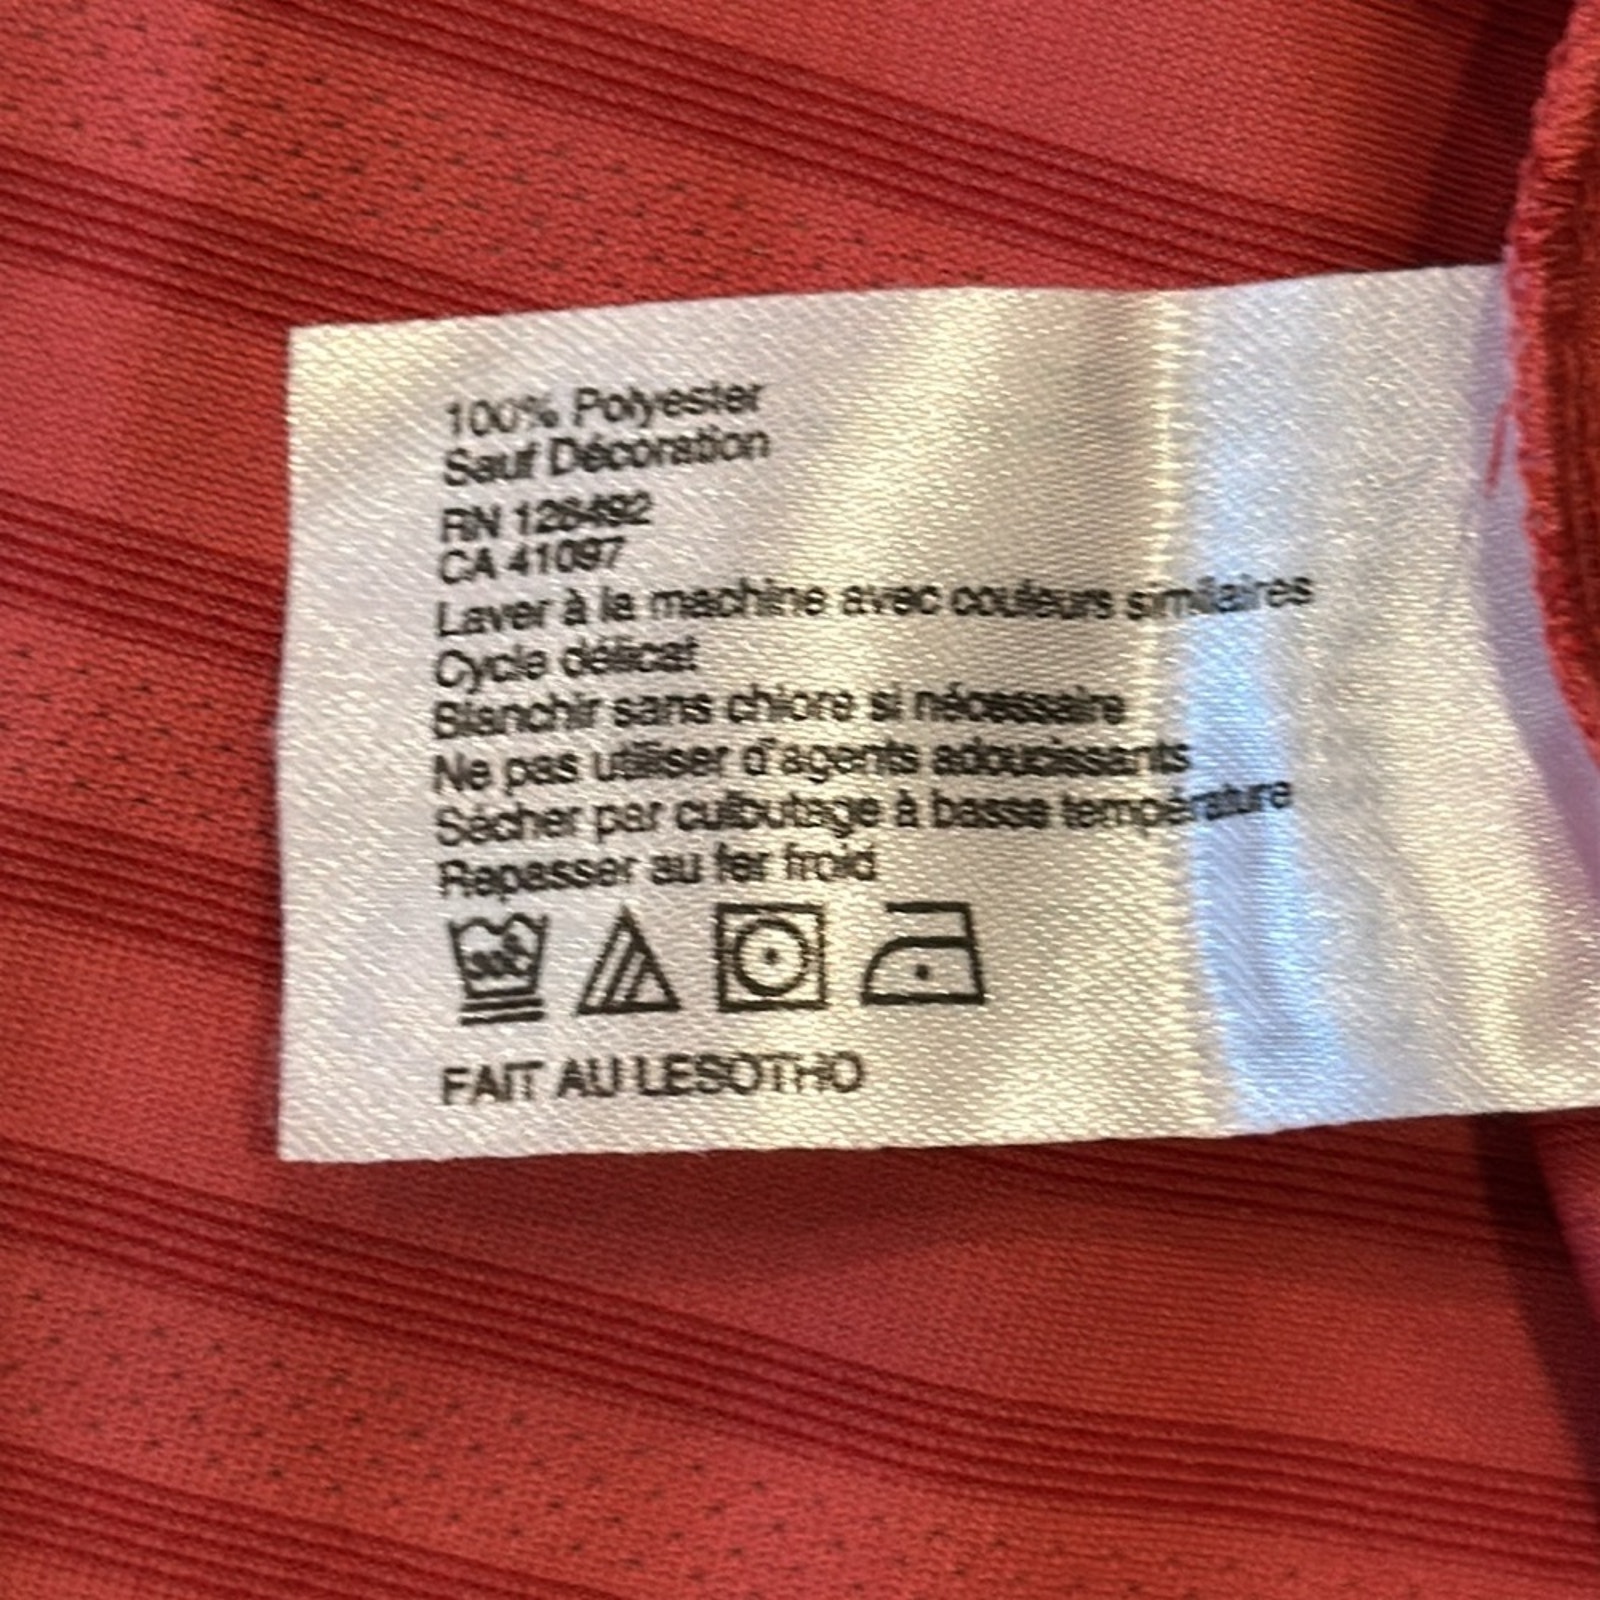 100% Polyester
Sauf Décoration
RN 128492
CA 41097
Laver à la machine avec couleurs similaires
Cycle délicat
Blanchir sans chlore si nécessaire
Ne pas utiliser d'agents adoucissants
Sécher par culbutage à basse température
Repasser au fer froid
FAIT AU LESOTHO